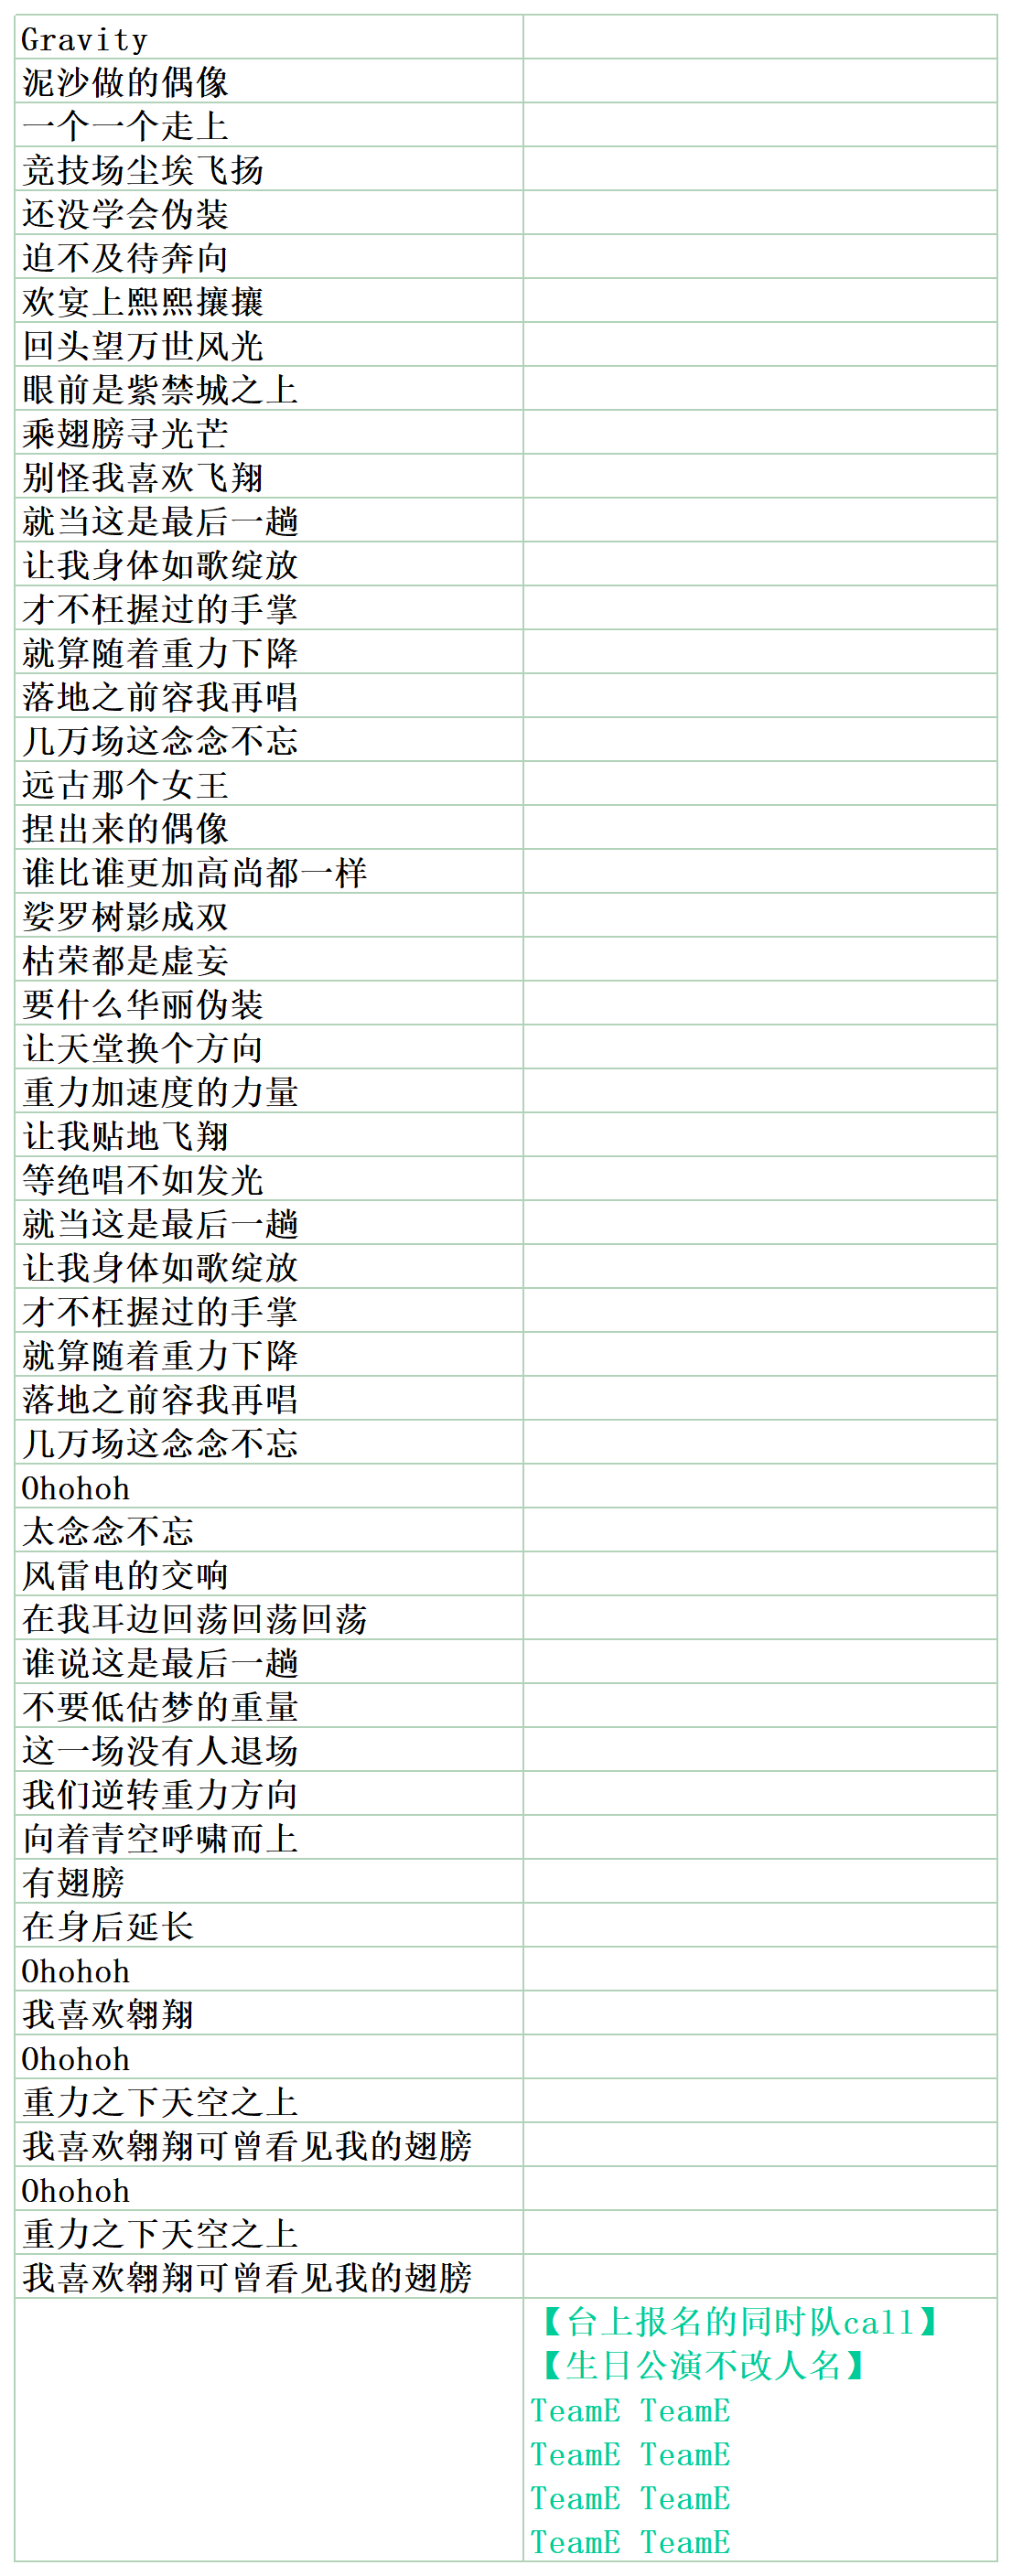 Gravity
泥沙做的偶像
一个一个走上
竞技场尘埃飞扬
还没学会伪装
迫不及待奔向
欢宴上熙熙攘攘
回头望万世风光
眼前是紫禁城之上
乘翅膀寻光芒
别怪我喜欢飞翔
就当这是最后一趟
让我身体如歌绽放
才不枉握过的手掌
就算随着重力下降
落地之前容我再唱
几万场这念念不忘
远古那个女王
捏出来的偶像
谁比谁更加高尚都一样
娑罗树影成双
枯荣都是虚妄
要什么华丽伪装
让天堂换个方向
重力加速度的力量
让我贴地飞翔
等绝唱不如发光
就当这是最后一趟
让我身体如歌绽放
才不枉握过的手掌
就算随着重力下降
落地之前容我再唱
几万场这念念不忘
Ohohoh
太念念不忘
风雷电的交响
在我耳边回荡回荡回荡
谁说这是最后一趟
不要低估梦的重量
这一场没有人退场
我们逆转重力方向
向着青空呼啸而上
有翅膀
在身后延长
Ohohoh
我喜欢翱翔
Ohohoh
重力之下天空之上
我喜欢翱翔可曾看见我的翅膀
Ohohoh
重力之下天空之上
我喜欢翱翔可曾看见我的翅膀
【台上报名的同时队call】
【生日公演不改人名】
TeamE TeamE
TeamE TeamE
TeamE TeamE
TeamE TeamE